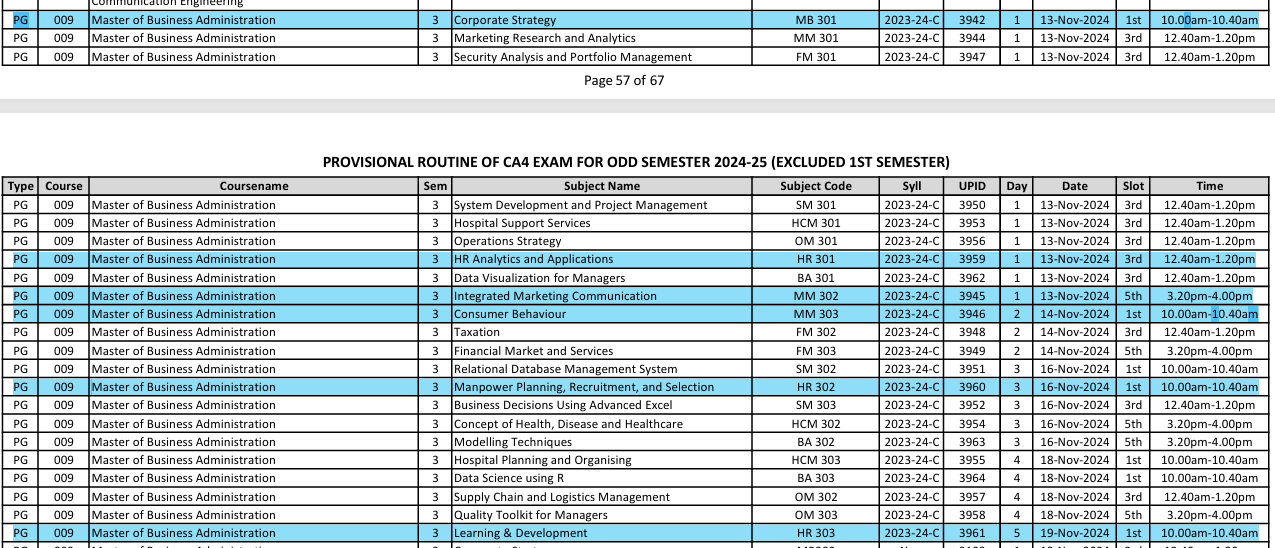 Communication Engineering
PG 009 Master of Business Administration 3 Corporate Strategy MB 301 2023-24-C 3942 1 13-Nov-2024 1st 10.00am-10.40am
PG 009 Master of Business Administration 3 Marketing Research and Analytics MM 301 2023-24-C 3944 1 13-Nov-2024 3rd 12.40am-1.20pm
PG 009 Master of Business Administration 3 Security Analysis and Portfolio Management FM 301 2023-24-C 3947 1 13-Nov-2024 3rd 12.40am-1.20pm
Page 57 of 67
PROVISIONAL ROUTINE OF CA4 EXAM FOR ODD SEMESTER 2024-25 (EXCLUDED 1ST SEMESTER)
Type Course Coursename Sem Subject Name Subject Code Syll UPID Day Date Slot Time
PG 009 Master of Business Administration 3 System Development and Project Management SM 301 2023-24-C 3950 1 13-Nov-2024 3rd 12.40am-1.20pm
PG 009 Master of Business Administration 3 Hospital Support Services HCM 301 2023-24-C 3953 1 13-Nov-2024 3rd 12.40am-1.20pm
PG 009 Master of Business Administration 3 Operations Strategy OM 301 2023-24-C 3956 1 13-Nov-2024 3rd 12.40am-1.20pm
PG 009 Master of Business Administration 3 HR Analytics and Applications HR 301 2023-24-C 3959 1 13-Nov-2024 3rd 12.40am-1.20pm
PG 009 Master of Business Administration 3 Data Visualization for Managers BA 301 2023-24-C 3962 1 13-Nov-2024 3rd 12.40am-1.20pm
PG 009 Master of Business Administration 3 Integrated Marketing Communication MM 302 2023-24-C 3945 1 13-Nov-2024 5th 3.20pm-4.00pm
PG 009 Master of Business Administration 3 Consumer Behaviour MM 303 2023-24-C 3946 2 14-Nov-2024 1st 10.00am-10.40am
PG 009 Master of Business Administration 3 Taxation FM 302 2023-24-C 3948 2 14-Nov-2024 3rd 12.40am-1.20pm
PG 009 Master of Business Administration 3 Financial Market and Services FM 303 2023-24-C 3949 2 14-Nov-2024 5th 3.20pm-4.00pm
PG 009 Master of Business Administration 3 Relational Database Management System SM 302 2023-24-C 3951 3 16-Nov-2024 1st 10.00am-10.40am
PG 009 Master of Business Administration 3 Manpower Planning, Recruitment, and Selection HR 302 2023-24-C 3960 3 16-Nov-2024 1st 10.00am-10.40am
PG 009 Master of Business Administration 3 Business Decisions Using Advanced Excel SM 303 2023-24-C 3952 3 16-Nov-2024 3rd 12.40am-1.20pm
PG 009 Master of Business Administration 3 Concept of Health, Disease and Healthcare HCM 302 2023-24-C 3954 3 16-Nov-2024 5th 3.20pm-4.00pm
PG 009 Master of Business Administration 3 Modelling Techniques BA 302 2023-24-C 3963 3 16-Nov-2024 5th 3.20pm-4.00pm
PG 009 Master of Business Administration 3 Hospital Planning and Organising HCM 303 2023-24-C 3955 4 18-Nov-2024 1st 10.00am-10.40am
PG 009 Master of Business Administration 3 Data Science using R BA 303 2023-24-C 3964 4 18-Nov-2024 1st 10.00am-10.40am
PG 009 Master of Business Administration 3 Supply Chain and Logistics Management OM 302 2023-24-C 3957 4 18-Nov-2024 3rd 12.40am-1.20pm
PG 009 Master of Business Administration 3 Quality Toolkit for Managers OM 303 2023-24-C 3958 4 18-Nov-2024 5th 3.20pm-4.00pm
PG 009 Master of Business Administration 3 Learning & Development HR 303 2023-24-C 3961 5 19-Nov-2024 1st 10.00am-10.40am